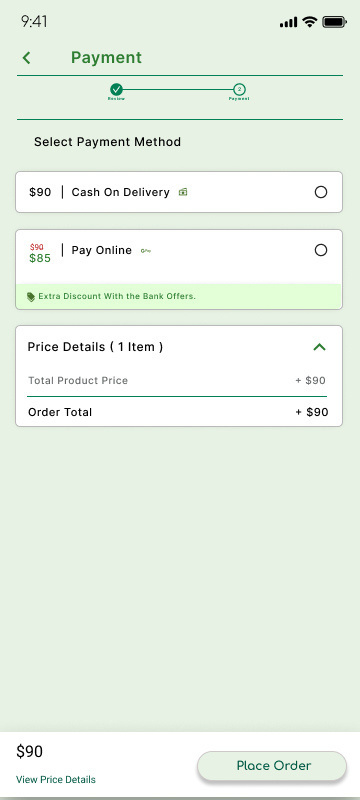 9:41
Payment
2
Review
Payment
Select Payment Method
$90 | Cash On Delivery
$90
$85 | Pay Online
Extra Discount With the Bank Offers.
Price Details ( 1 Item )
Total Product Price + $90
Order Total + $90
$90
View Price Details
Place Order